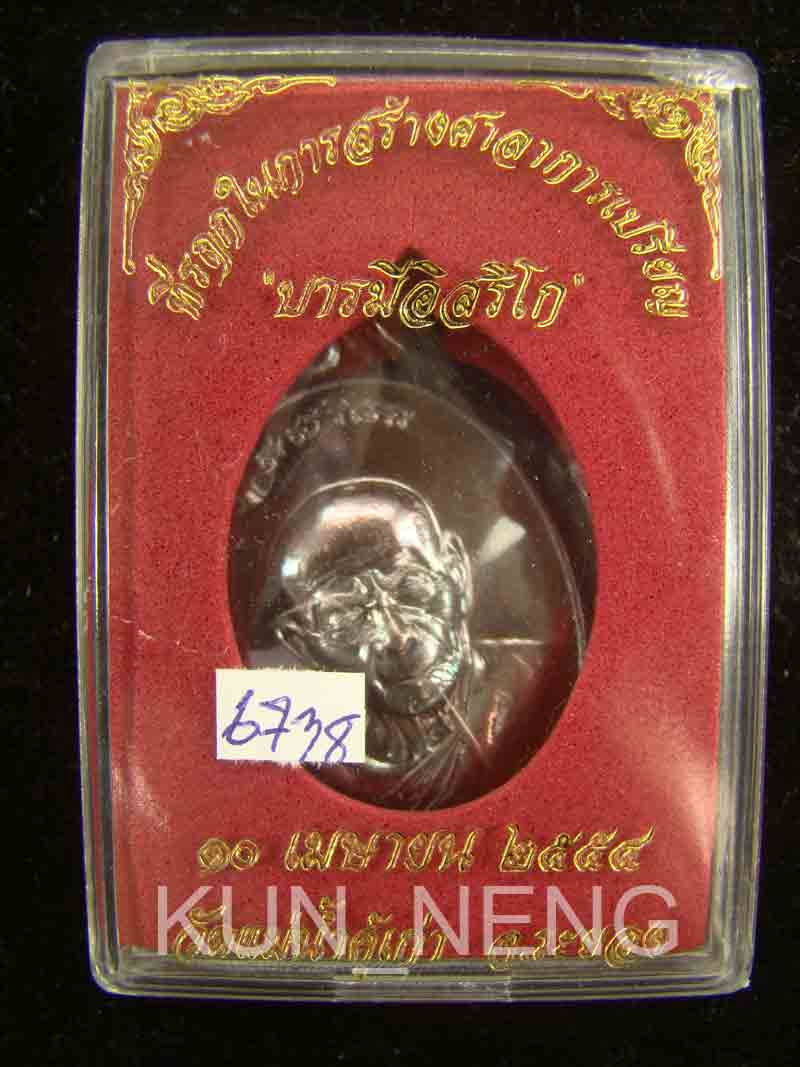 ที่ระลึกในการสร้างศาลาการเปรียญ
"บารมีอิสริโก"
6738
๑๐ เมษายน ๒๕๕๔
KUN_NENG
วัดแม่น้ำคู้เก่า จ.ระยอง